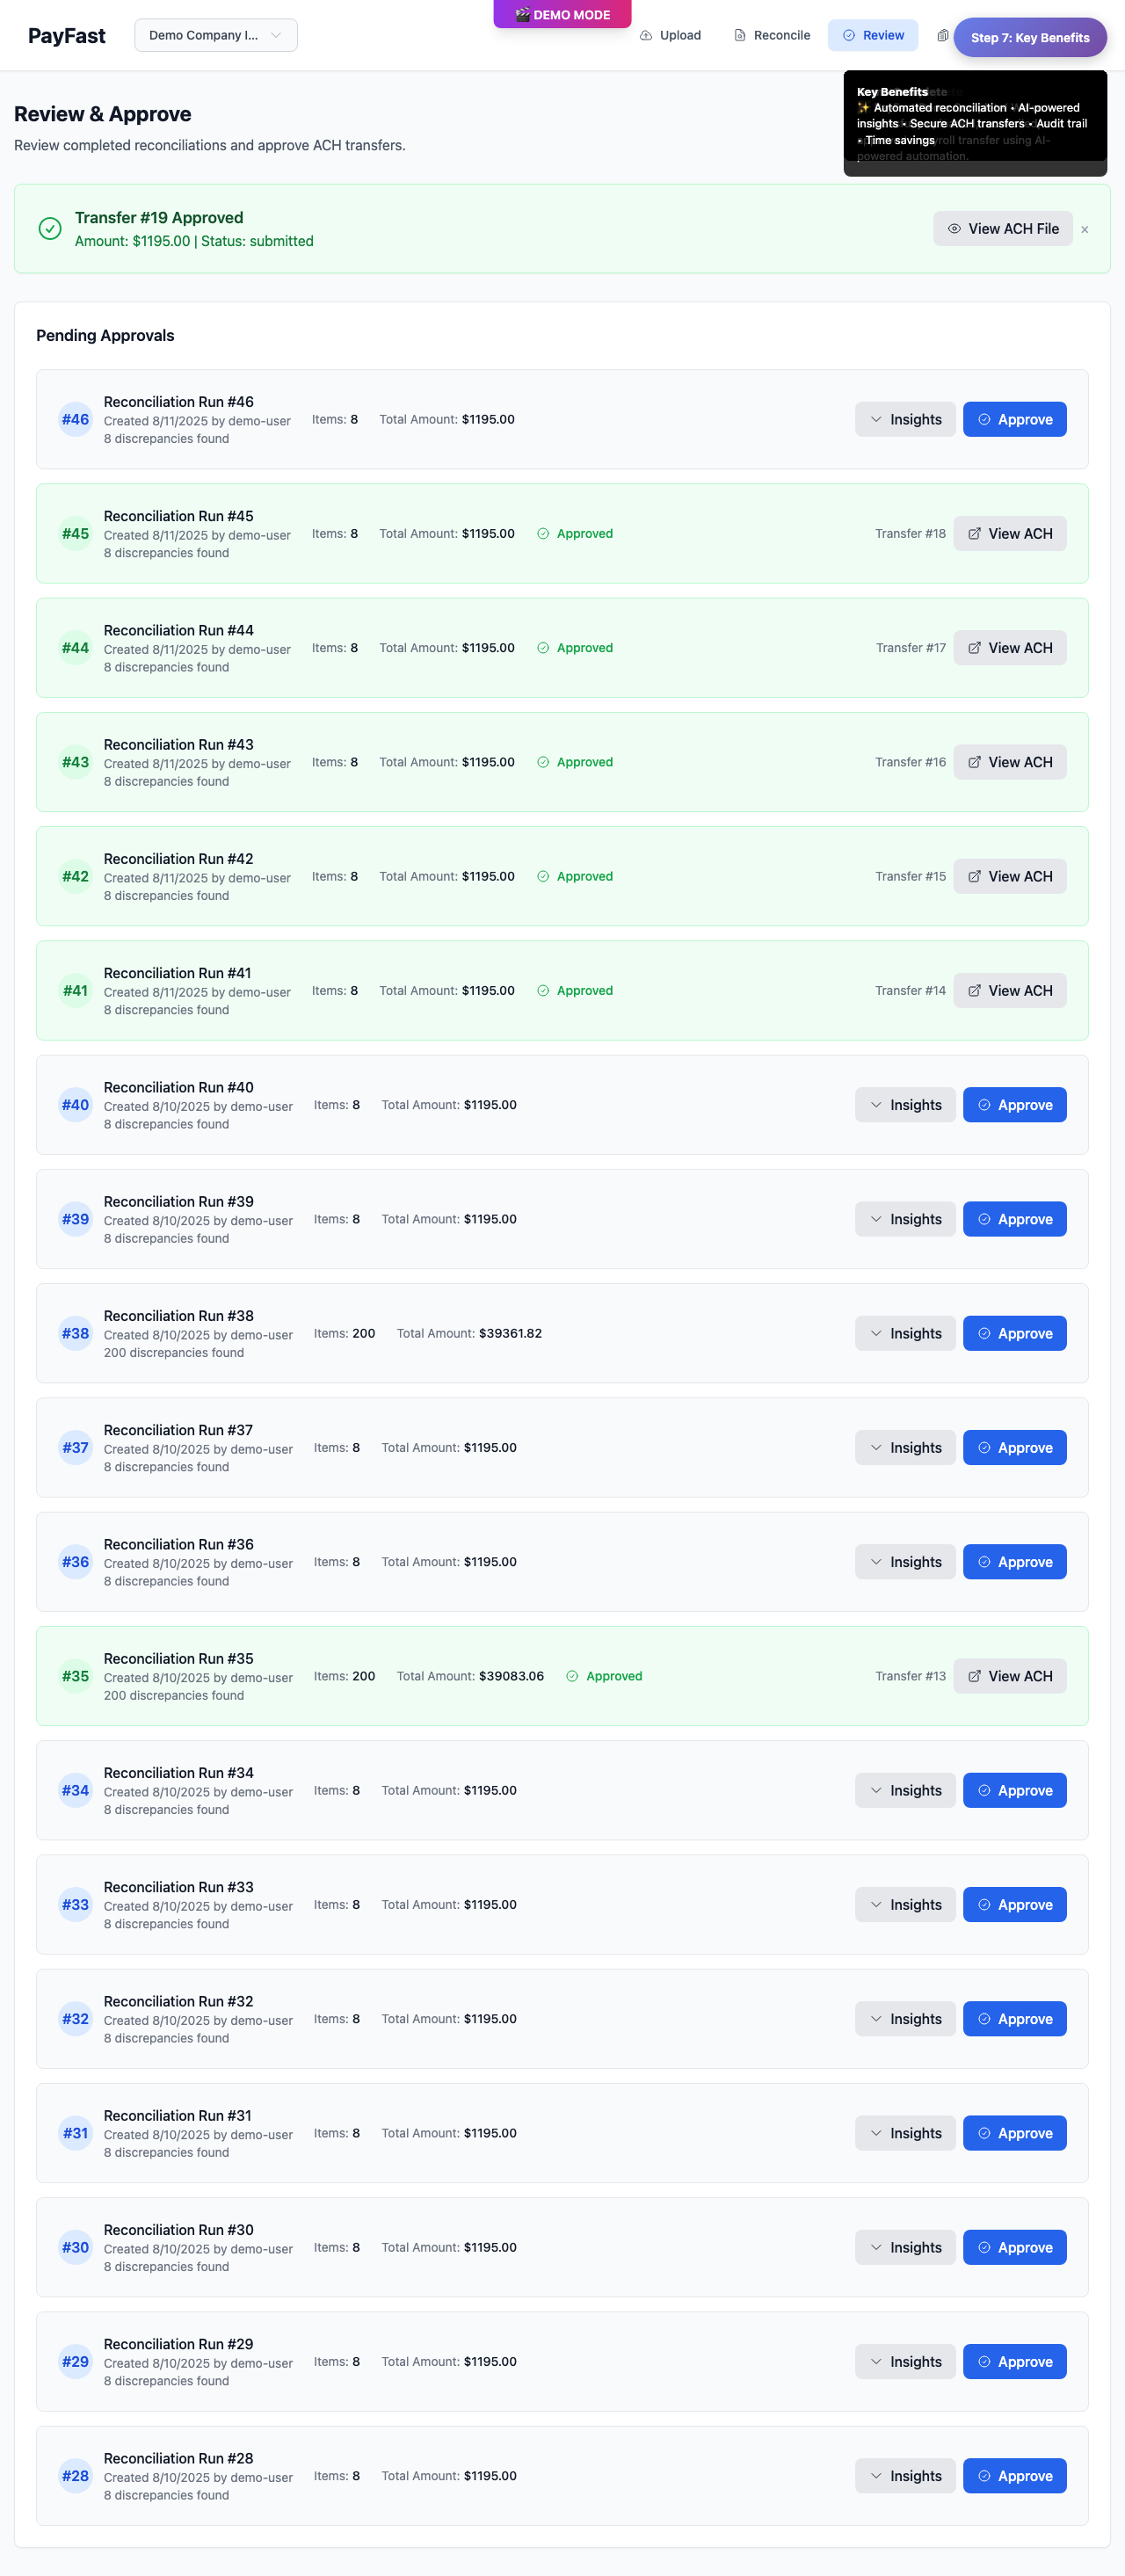 PayFast
Demo Company I...
🎬 DEMO MODE
Upload
Reconcile
Review
Step 7: Key Benefits
Key Benefits
✨ Automated reconciliation • AI-powered
insights • Secure ACH transfers • Audit trail
• Time savings
transfer using AI-
powered automation.
Review & Approve
Review completed reconciliations and approve ACH transfers.
Transfer #19 Approved
Amount: $1195.00 | Status: submitted
View ACH File
×
Pending Approvals
#46
Reconciliation Run #46
Created 8/11/2025 by demo-user
8 discrepancies found
Items: 8 Total Amount: $1195.00
Insights Approve
#45
Reconciliation Run #45
Created 8/11/2025 by demo-user
8 discrepancies found
Items: 8 Total Amount: $1195.00 Approved
Transfer #18 View ACH
#44
Reconciliation Run #44
Created 8/11/2025 by demo-user
8 discrepancies found
Items: 8 Total Amount: $1195.00 Approved
Transfer #17 View ACH
#43
Reconciliation Run #43
Created 8/11/2025 by demo-user
8 discrepancies found
Items: 8 Total Amount: $1195.00 Approved
Transfer #16 View ACH
#42
Reconciliation Run #42
Created 8/11/2025 by demo-user
8 discrepancies found
Items: 8 Total Amount: $1195.00 Approved
Transfer #15 View ACH
#41
Reconciliation Run #41
Created 8/11/2025 by demo-user
8 discrepancies found
Items: 8 Total Amount: $1195.00 Approved
Transfer #14 View ACH
#40
Reconciliation Run #40
Created 8/10/2025 by demo-user
8 discrepancies found
Items: 8 Total Amount: $1195.00
Insights Approve
#39
Reconciliation Run #39
Created 8/10/2025 by demo-user
8 discrepancies found
Items: 8 Total Amount: $1195.00
Insights Approve
#38
Reconciliation Run #38
Created 8/10/2025 by demo-user
200 discrepancies found
Items: 200 Total Amount: $39361.82
Insights Approve
#37
Reconciliation Run #37
Created 8/10/2025 by demo-user
8 discrepancies found
Items: 8 Total Amount: $1195.00
Insights Approve
#36
Reconciliation Run #36
Created 8/10/2025 by demo-user
8 discrepancies found
Items: 8 Total Amount: $1195.00
Insights Approve
#35
Reconciliation Run #35
Created 8/10/2025 by demo-user
200 discrepancies found
Items: 200 Total Amount: $39083.06 Approved
Transfer #13 View ACH
#34
Reconciliation Run #34
Created 8/10/2025 by demo-user
8 discrepancies found
Items: 8 Total Amount: $1195.00
Insights Approve
#33
Reconciliation Run #33
Created 8/10/2025 by demo-user
8 discrepancies found
Items: 8 Total Amount: $1195.00
Insights Approve
#32
Reconciliation Run #32
Created 8/10/2025 by demo-user
8 discrepancies found
Items: 8 Total Amount: $1195.00
Insights Approve
#31
Reconciliation Run #31
Created 8/10/2025 by demo-user
8 discrepancies found
Items: 8 Total Amount: $1195.00
Insights Approve
#30
Reconciliation Run #30
Created 8/10/2025 by demo-user
8 discrepancies found
Items: 8 Total Amount: $1195.00
Insights Approve
#29
Reconciliation Run #29
Created 8/10/2025 by demo-user
8 discrepancies found
Items: 8 Total Amount: $1195.00
Insights Approve
#28
Reconciliation Run #28
Created 8/10/2025 by demo-user
8 discrepancies found
Items: 8 Total Amount: $1195.00
Insights Approve